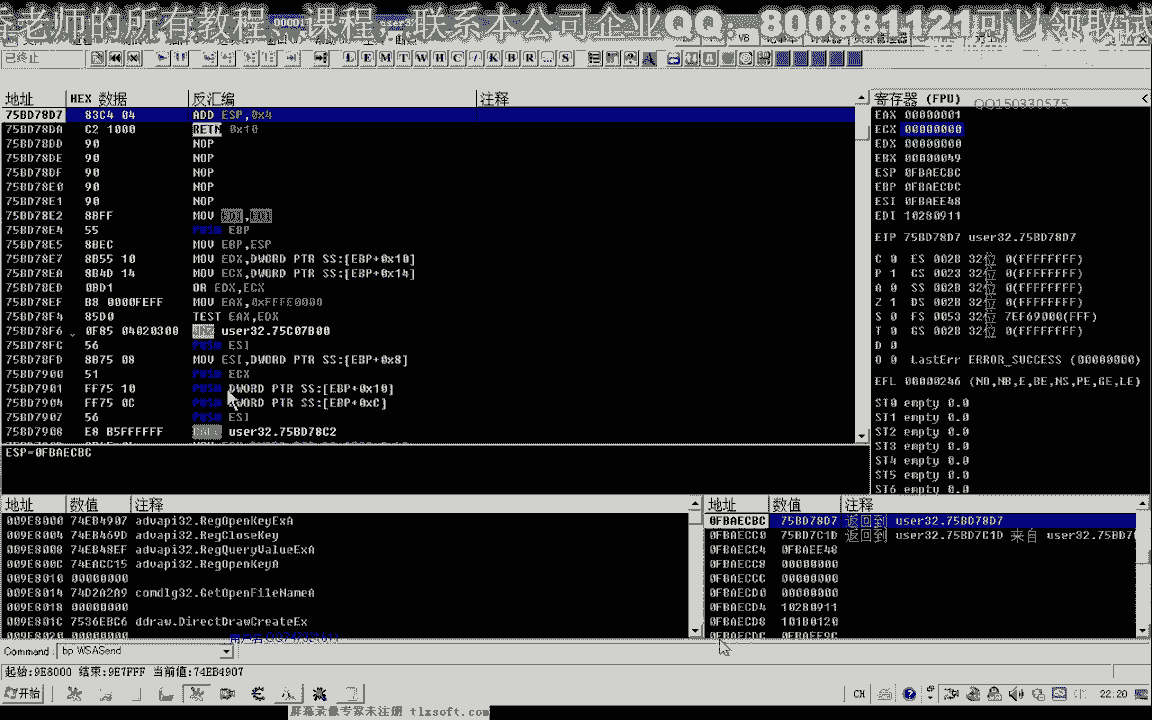 乔师的所有教程、课程，联系本公司企业QQ：800881121可以领取试
已终止 L E M T W H C / K B R ... S
地址 HEX 数据 反汇编 注释
75BD78D7 83C4 04 ADD ESP,0x4
75BD78DA C2 1000 RETN 0x10
75BD78DD 90 NOP
75BD78DE 90 NOP
75BD78DF 90 NOP
75BD78E0 90 NOP
75BD78E1 90 NOP
75BD78E2 8BFF MOV EDI,EDI
75BD78E4 55 PUSH EBP
75BD78E5 8BEC MOV EBP,ESP
75BD78E7 8B55 10 MOV EDX,DWORD PTR SS:[EBP+0x10]
75BD78EA 8B4D 14 MOV ECX,DWORD PTR SS:[EBP+0x14]
75BD78ED 0BD1 OR EDX,ECX
75BD78EF B8 0000FEFF MOV EAX,0xFFFE0000
75BD78F4 85D0 TEST EAX,EDX
75BD78F6 0F85 04020300 JNZ user32.75C07B00
75BD78FC 56 PUSH ESI
75BD78FD 8B75 08 MOV ESI,DWORD PTR SS:[EBP+0x8]
75BD7900 51 PUSH ECX
75BD7901 FF75 10 PUSH DWORD PTR SS:[EBP+0x10]
75BD7904 FF75 0C PUSH DWORD PTR SS:[EBP+0xC]
75BD7907 56 PUSH ESI
75BD7908 E8 B5FFFFFF CALL user32.75BD78C2
ESP=0FBAECBC
寄存器 (FPU) <
QQ150330575
EAX 00000001
ECX 00000000
EDX 00000000
EBX 00000049
ESP 0FBAECBC
EBP 0FBAECDC
ESI 0FBAEE48
EDI 10280911
EIP 75BD78D7 user32.75BD78D7
C 0 ES 002B 32位 0(FFFFFFFF)
P 1 CS 0023 32位 0(FFFFFFFF)
A 0 SS 002B 32位 0(FFFFFFFF)
Z 1 DS 002B 32位 0(FFFFFFFF)
S 0 FS 0053 32位 7EF69000(FFF)
T 0 GS 002B 32位 0(FFFFFFFF)
D 0
O 0 LastErr ERROR_SUCCESS (00000000)
EFL 00000246 (NO,NB,E,BE,NS,PE,GE,LE)
ST0 empty 0.0
ST1 empty 0.0
ST2 empty 0.0
ST3 empty 0.0
ST4 empty 0.0
ST5 empty 0.0
ST6 empty 0.0
地址 数值 注释
009E8000 74EB4907 advapi32.RegOpenKeyExA
009E8004 74EB469D advapi32.RegCloseKey
009E8008 74EB48EF advapi32.RegQueryValueExA
009E800C 74EACC15 advapi32.RegOpenKeyA
009E8010 00000000
009E8014 74D2A2A9 comdlg32.GetOpenFileNameA
009E8018 00000000
009E801C 7536EBC6 ddraw.DirectDrawCreateEx
009E8020 00000000
地址 数值 注释
0FBAECBC 75BD78D7 返回到 user32.75BD78D7
0FBAECC0 75BD7C1D 返回到 user32.75BD7C1D 来自 user32.75BD7
0FBAECC4 0FBAEE48
0FBAECC8 00000000
0FBAECCC 00000000
0FBAECD0 00000000
0FBAECD4 10280911
0FBAECD8 101B0120
0FBAECDC 0FBAEE9C
Command: bp WSASend
起始:9E8000 结束:9E7FFF 当前值:74EB4907
开始 CH 22:20
屏幕录像专家未注册 tlxsoft.com